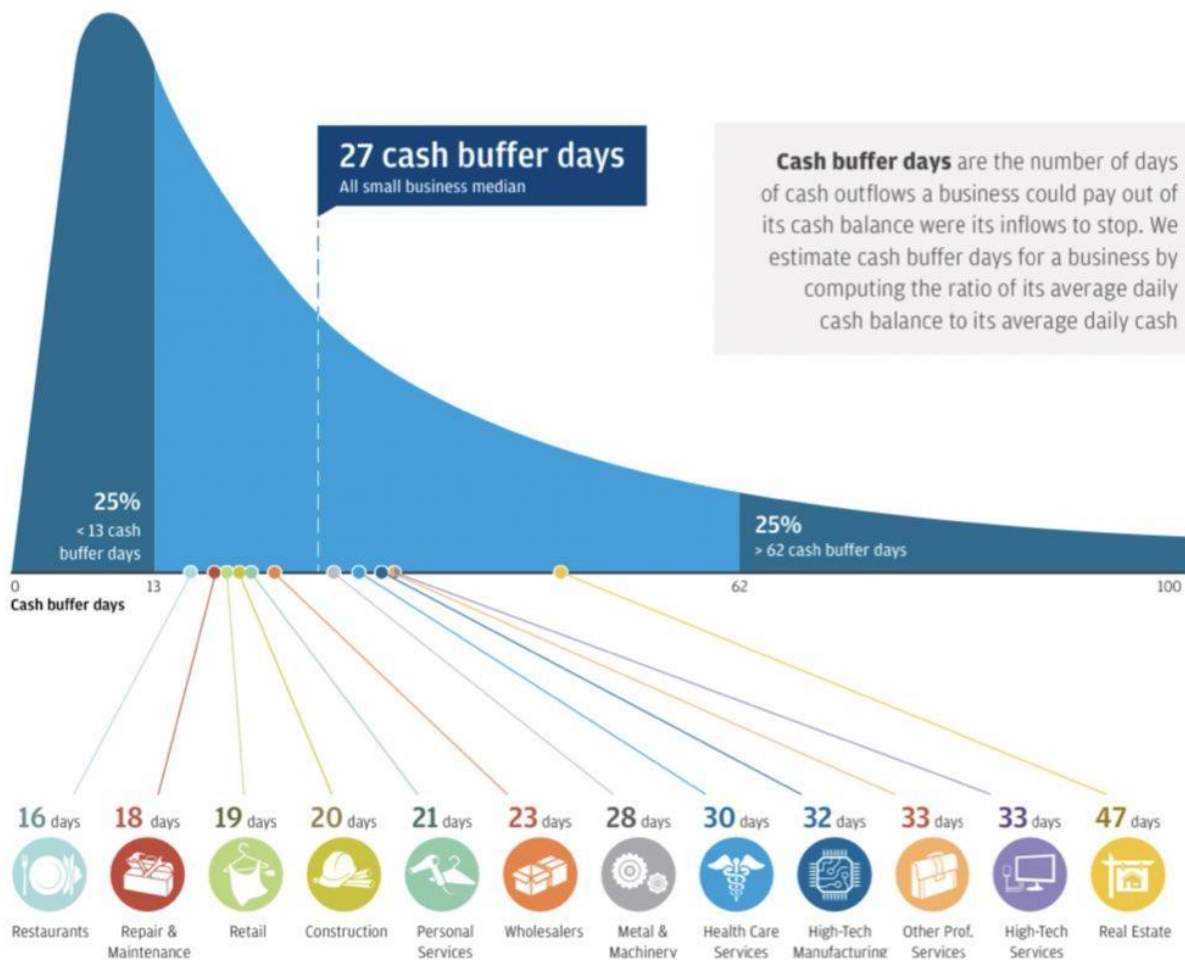 27 cash buffer days
All small business median
Cash buffer days are the number of days
of cash outflows a business could pay out of
its cash balance were its inflows to stop. We
estimate cash buffer days for a business by
computing the ratio of its average daily
cash balance to its average daily cash
25%
< 13 cash
buffer days
25%
> 62 cash buffer days
0 13 62 100
Cash buffer days
16 days 18 days 19 days 20 days 21 days 23 days 28 days 30 days 32 days 33 days 33 days 47 days
Restaurants Repair & Retail Construction Personal Wholesalers Metal & Health Care High-Tech Other Prof. High-Tech Real Estate
Maintenance Services Machinery Services Manufacturing Services Services